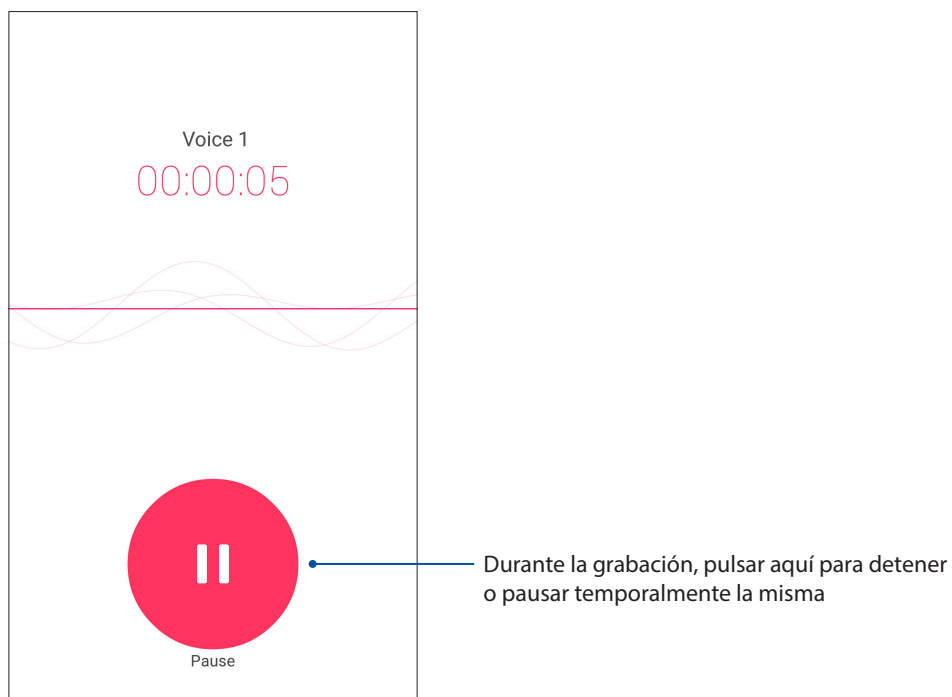 Voice 1
00:00:05
Durante la grabación, pulsar aquí para detener
o pausar temporalmente la misma
Pause